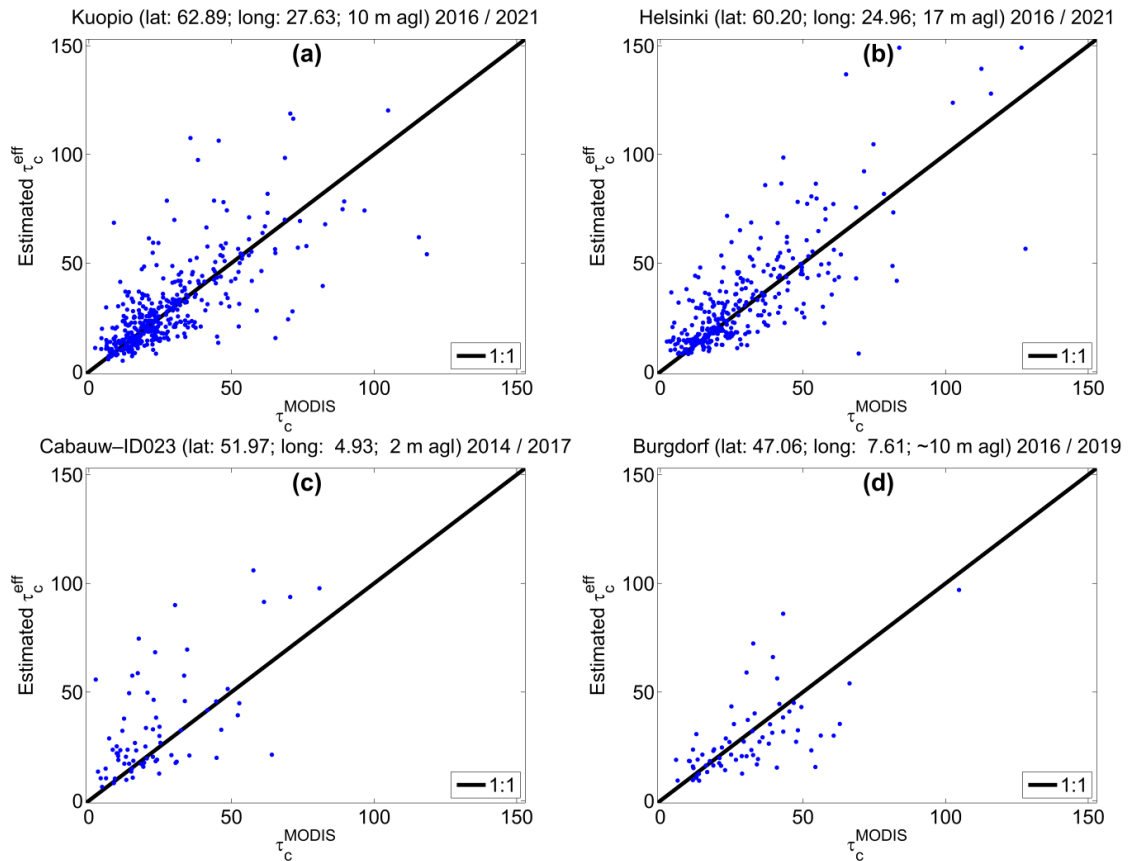 Kuopio (lat: 62.89; long: 27.63; 10 m agl) 2016 / 2021
(a)
150
100
50
0
Estimated τ_c^eff
0 50 100 150
τ_c^MODIS
1:1
Helsinki (lat: 60.20; long: 24.96; 17 m agl) 2016 / 2021
(b)
150
100
50
0
Estimated τ_c^eff
0 50 100 150
τ_c^MODIS
1:1
Cabauw–ID023 (lat: 51.97; long: 4.93; 2 m agl) 2014 / 2017
(c)
150
100
50
0
Estimated τ_c^eff
0 50 100 150
τ_c^MODIS
1:1
Burgdorf (lat: 47.06; long: 7.61; ~10 m agl) 2016 / 2019
(d)
150
100
50
0
Estimated τ_c^eff
0 50 100 150
τ_c^MODIS
1:1